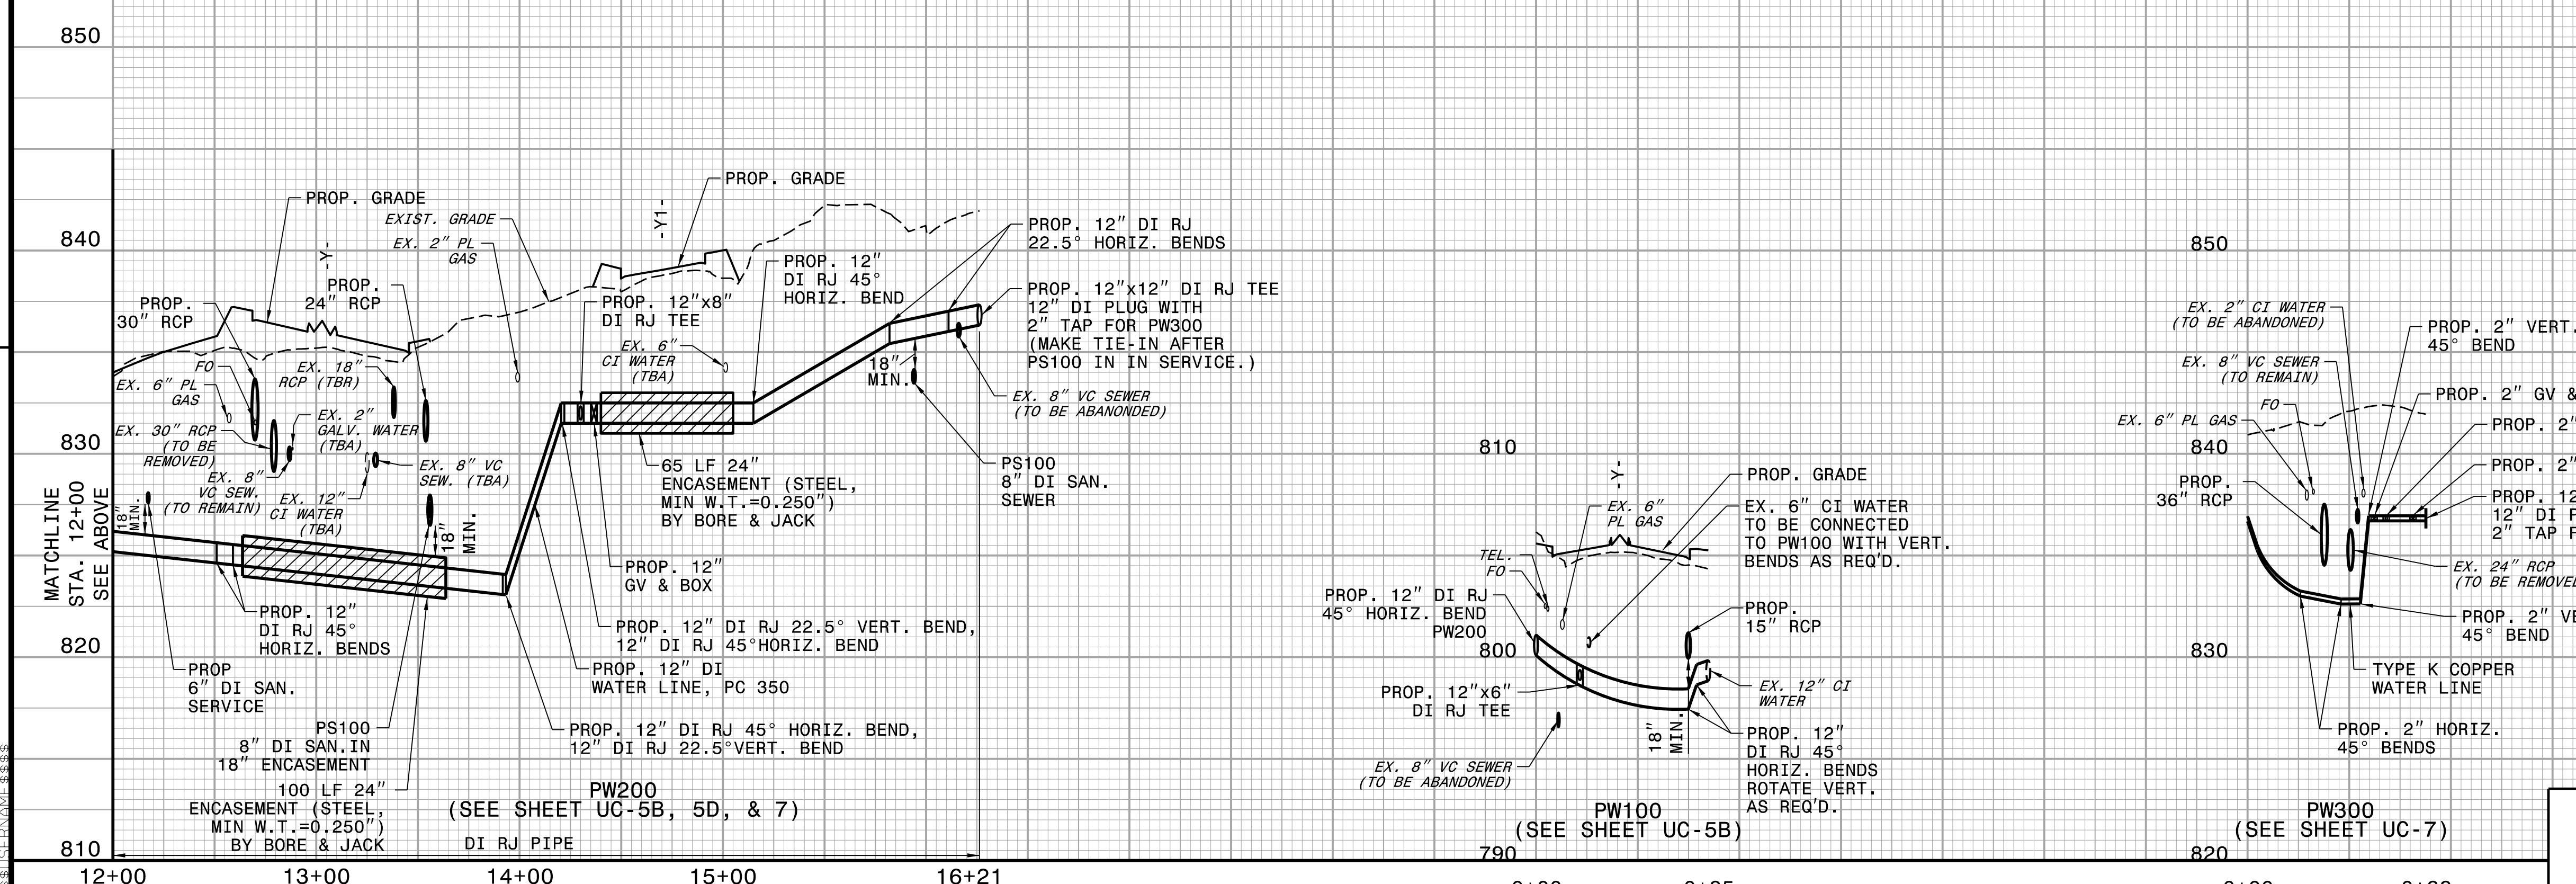 850
840
830
820
810
MATCHLINE
STA. 12+00
SEE ABOVE
12+00
13+00
14+00
15+00
16+21
PROP. GRADE
-Y-
EXIST. GRADE
EX. 2" PL
GAS
PROP.
24" RCP
PROP.
30" RCP
FO
EX. 6" PL
GAS
EX. 18"
RCP (TBR)
EX. 30" RCP
(TO BE
REMOVED)
EX. 2"
GALV. WATER
(TBA)
EX. 8"
VC SEW.
(TO REMAIN)
EX. 12"
CI WATER
(TBA)
EX. 8" VC
SEW. (TBA)
18"
MIN.
18"
MIN.
PROP. 12"
DI RJ 45°
HORIZ. BENDS
PROP
6" DI SAN.
SERVICE
PS100
8" DI SAN.IN
18" ENCASEMENT
100 LF 24"
ENCASEMENT (STEEL,
MIN W.T.=0.250")
BY BORE & JACK
-Y1-
PROP. GRADE
PROP. 12"x8"
DI RJ TEE
PROP. 12"
DI RJ 45°
HORIZ. BEND
EX. 6"
CI WATER
(TBA)
PROP. 12" DI RJ
22.5° HORIZ. BENDS
PROP. 12"x12" DI RJ TEE
12" DI PLUG WITH
2" TAP FOR PW300
(MAKE TIE-IN AFTER
PS100 IN IN SERVICE.)
18"
MIN.
EX. 8" VC SEWER
(TO BE ABANONDED)
PS100
8" DI SAN.
SEWER
65 LF 24"
ENCASEMENT (STEEL,
MIN W.T.=0.250")
BY BORE & JACK
PROP. 12"
GV & BOX
PROP. 12" DI RJ 22.5° VERT. BEND,
12" DI RJ 45°HORIZ. BEND
PROP. 12" DI
WATER LINE, PC 350
PROP. 12" DI RJ 45° HORIZ. BEND,
12" DI RJ 22.5°VERT. BEND
PW200
(SEE SHEET UC-5B, 5D, & 7)
DI RJ PIPE
810
800
790
-Y-
PROP. GRADE
EX. 6"
PL GAS
EX. 6" CI WATER
TO BE CONNECTED
TO PW100 WITH VERT.
BENDS AS REQ'D.
TEL.
FO
PROP. 12" DI RJ
45° HORIZ. BEND
PW200
PROP.
15" RCP
PROP. 12"x6"
DI RJ TEE
EX. 12" CI
WATER
18"
MIN.
EX. 8" VC SEWER
(TO BE ABANDONED)
PROP. 12"
DI RJ 45°
HORIZ. BENDS
ROTATE VERT.
AS REQ'D.
PW100
(SEE SHEET UC-5B)
850
840
830
820
EX. 2" CI WATER
(TO BE ABANDONED)
PROP. 2" VERT.
45° BEND
EX. 8" VC SEWER
(TO REMAIN)
PROP. 2" GV &
FO
EX. 6" PL GAS
PROP. 2"
PROP. 2"
PROP.
36" RCP
PROP. 12
2" TAP F
EX. 24" RCP
(TO BE REMOVED
PROP. 2" VE
45° BEND
TYPE K COPPER
WATER LINE
PROP. 2" HORIZ.
45° BENDS
PW300
(SEE SHEET UC-7)